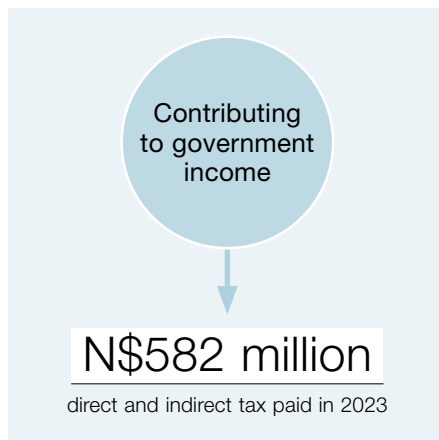 Contributing
to government
income
N$582 million
direct and indirect tax paid in 2023